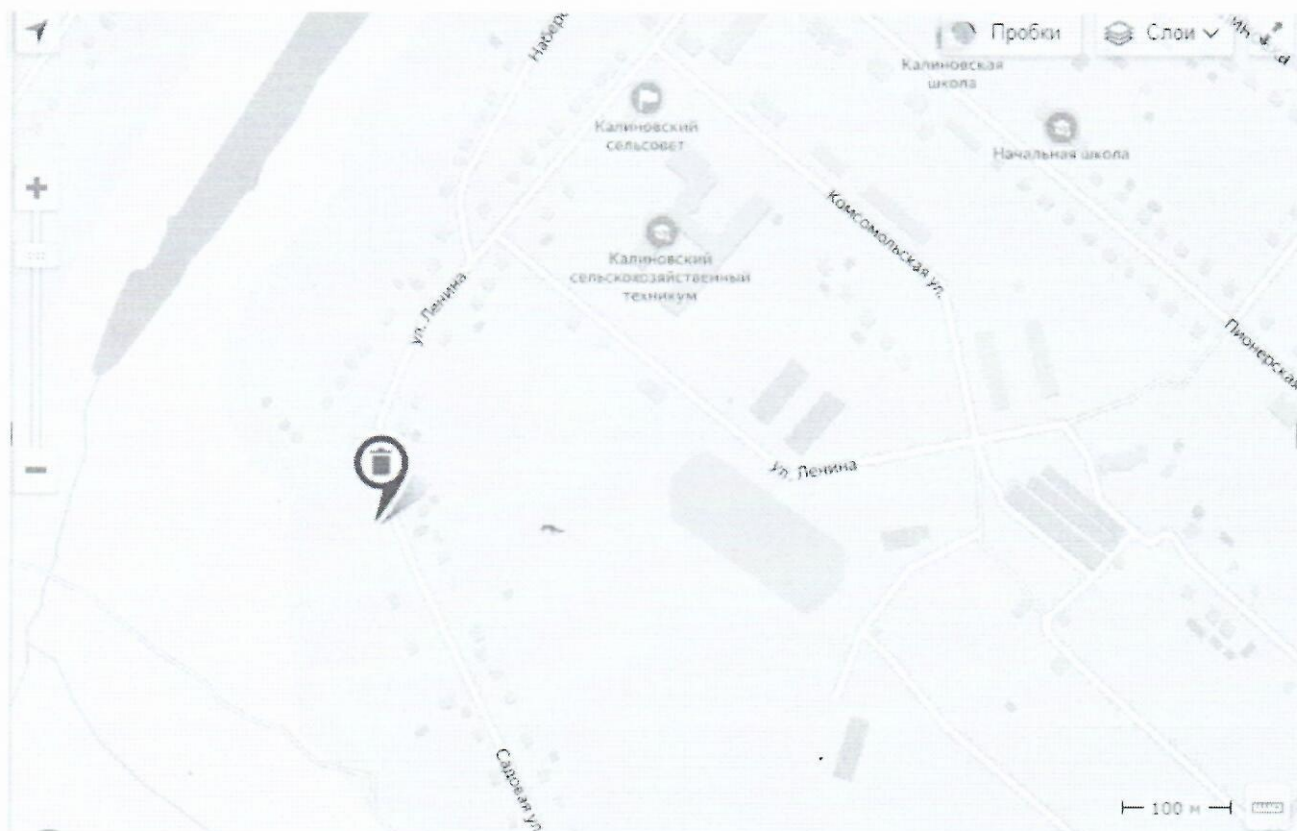 Пробки
Слои
Калиновская
школа
Калиновский
сельсовет
Начальная школа
Комсомольская ул.
Калиновский
сельскохозяйственный
техникум
ул. Ленина
Пионерская
ул. Ленина
Садовая ул.
100 м